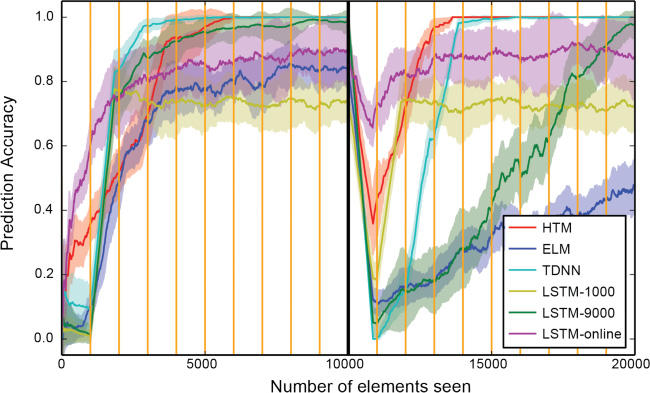 Prediction Accuracy
1.0
0.8
0.6
0.4
0.2
0.0
HTM
ELM
TDNN
LSTM-1000
LSTM-9000
LSTM-online
0 5000 10000 15000 20000
Number of elements seen